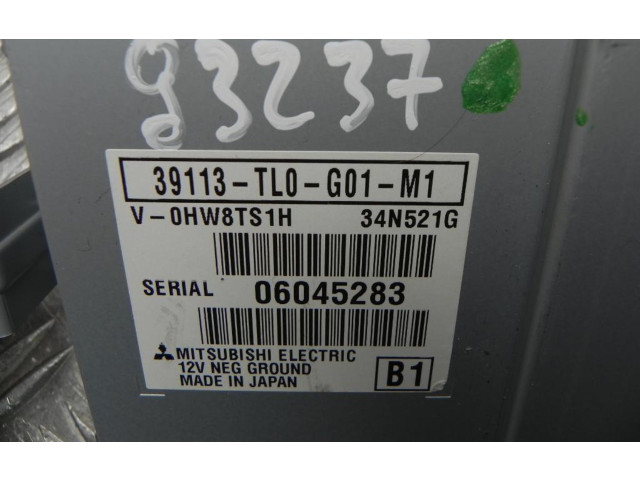 93237
39113-TL0-G01-M1
V-0HW8TS1H 34N521G
SERIAL 06045283
MITSUBISHI ELECTRIC
12V NEG GROUND
MADE IN JAPAN B1